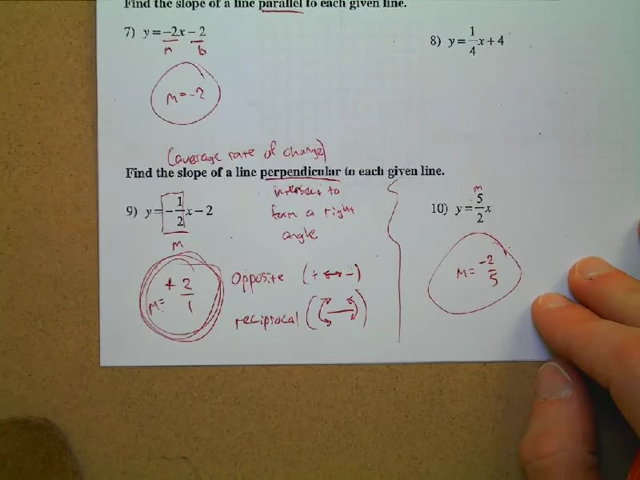 Find the slope of a line parallel to each given line.
7) y=-2x-2
m b
m=-2
8) y=1/4x+4
(average rate of change)
Find the slope of a line perpendicular to each given line.
intersect to
form a right
angle
9) y=-1/2x-2
m
m= +2/1
opposite (+ ↔ -)
reciprocal
10) y=5/2x
m
m= -2/5